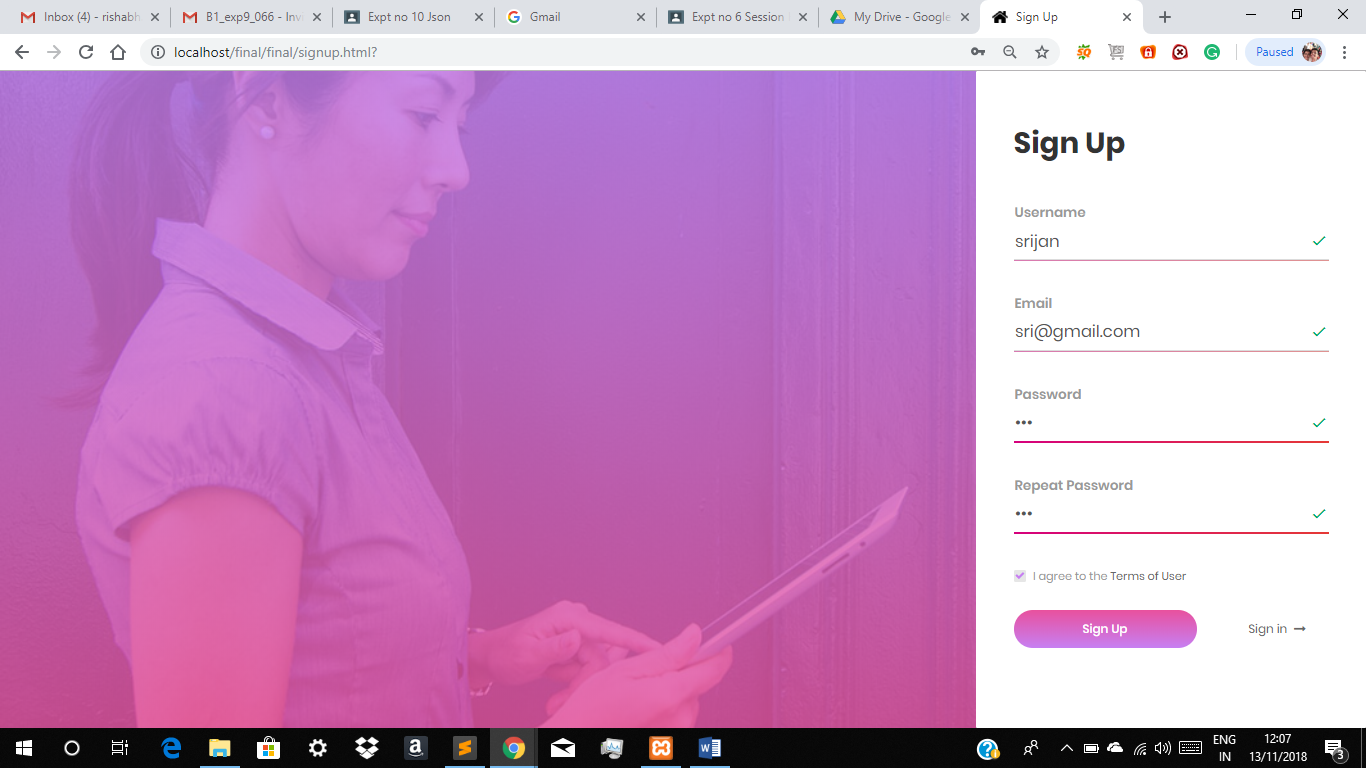 Inbox (4) - rishabh
B1_exp9_066 - Invi
Expt no 10 Json
Gmail
Expt no 6 Session
My Drive - Google
Sign Up
localhost/final/final/signup.html?
Paused
Sign Up
Username
srijan
Email
sri@gmail.com
Password
•••
Repeat Password
•••
I agree to the Terms of User
Sign Up
Sign in →
ENG
IN
12:07
13/11/2018
3